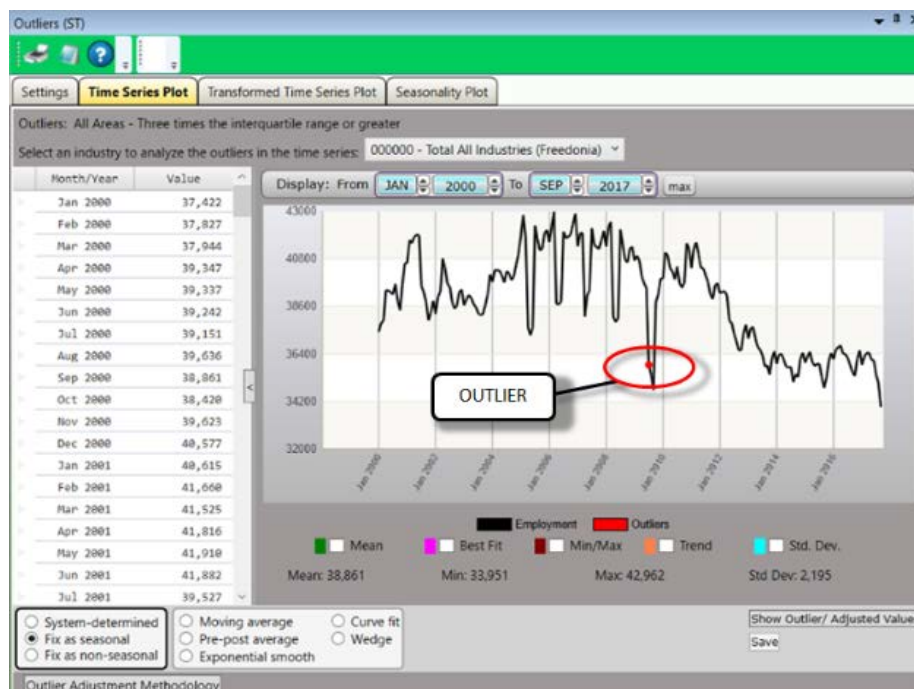 Outliers (ST)
Settings
Time Series Plot
Transformed Time Series Plot
Seasonality Plot
Outliers: All Areas - Three times the interquartile range or greater
Select an industry to analyze the outliers in the time series: 000000 - Total All Industries (Freedonia)
Month/Year Value
Jan 2000 37,422
Feb 2000 37,827
Mar 2000 37,944
Apr 2000 39,347
May 2000 39,337
Jun 2000 39,242
Jul 2000 39,151
Aug 2000 39,636
Sep 2000 38,861
Oct 2000 38,420
Nov 2000 39,623
Dec 2000 40,577
Jan 2001 40,615
Feb 2001 41,660
Mar 2001 41,525
Apr 2001 41,816
May 2001 41,910
Jun 2001 41,882
Jul 2001 39,527
<
Display: From JAN 2000 To SEP 2017 max
43000
40800
38600
36400
34200
32000
OUTLIER
Jan 2000
Jan 2002
Jan 2004
Jan 2006
Jan 2008
Jan 2010
Jan 2012
Jan 2014
Jan 2016
Employment Outliers
Mean Best Fit Min/Max Trend Std. Dev.
Mean: 38,861 Min: 33,951 Max: 42,962 Std Dev: 2,195
System-determined
Fix as seasonal
Fix as non-seasonal
Moving average
Pre-post average
Exponential smooth
Curve fit
Wedge
Show Outlier/ Adjusted Value
Save
Outlier Adjustment Methodology